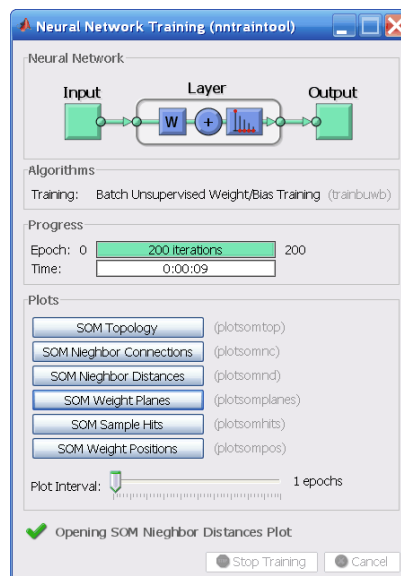 Neural Network Training (nntraintool)
Neural Network
Input
Layer
Output
W
+
Algorithms
Training: Batch Unsupervised Weight/Bias Training (trainbuwb)
Progress
Epoch: 0 200 iterations 200
Time: 0:00:09
Plots
SOM Topology (plotsomtop)
SOM Nieghbor Connections (plotsomnc)
SOM Nieghbor Distances (plotsomnd)
SOM Weight Planes (plotsomplanes)
SOM Sample Hits (plotsomhits)
SOM Weight Positions (plotsompos)
Plot Interval: 1 epochs
Opening SOM Nieghbor Distances Plot
Stop Training Cancel